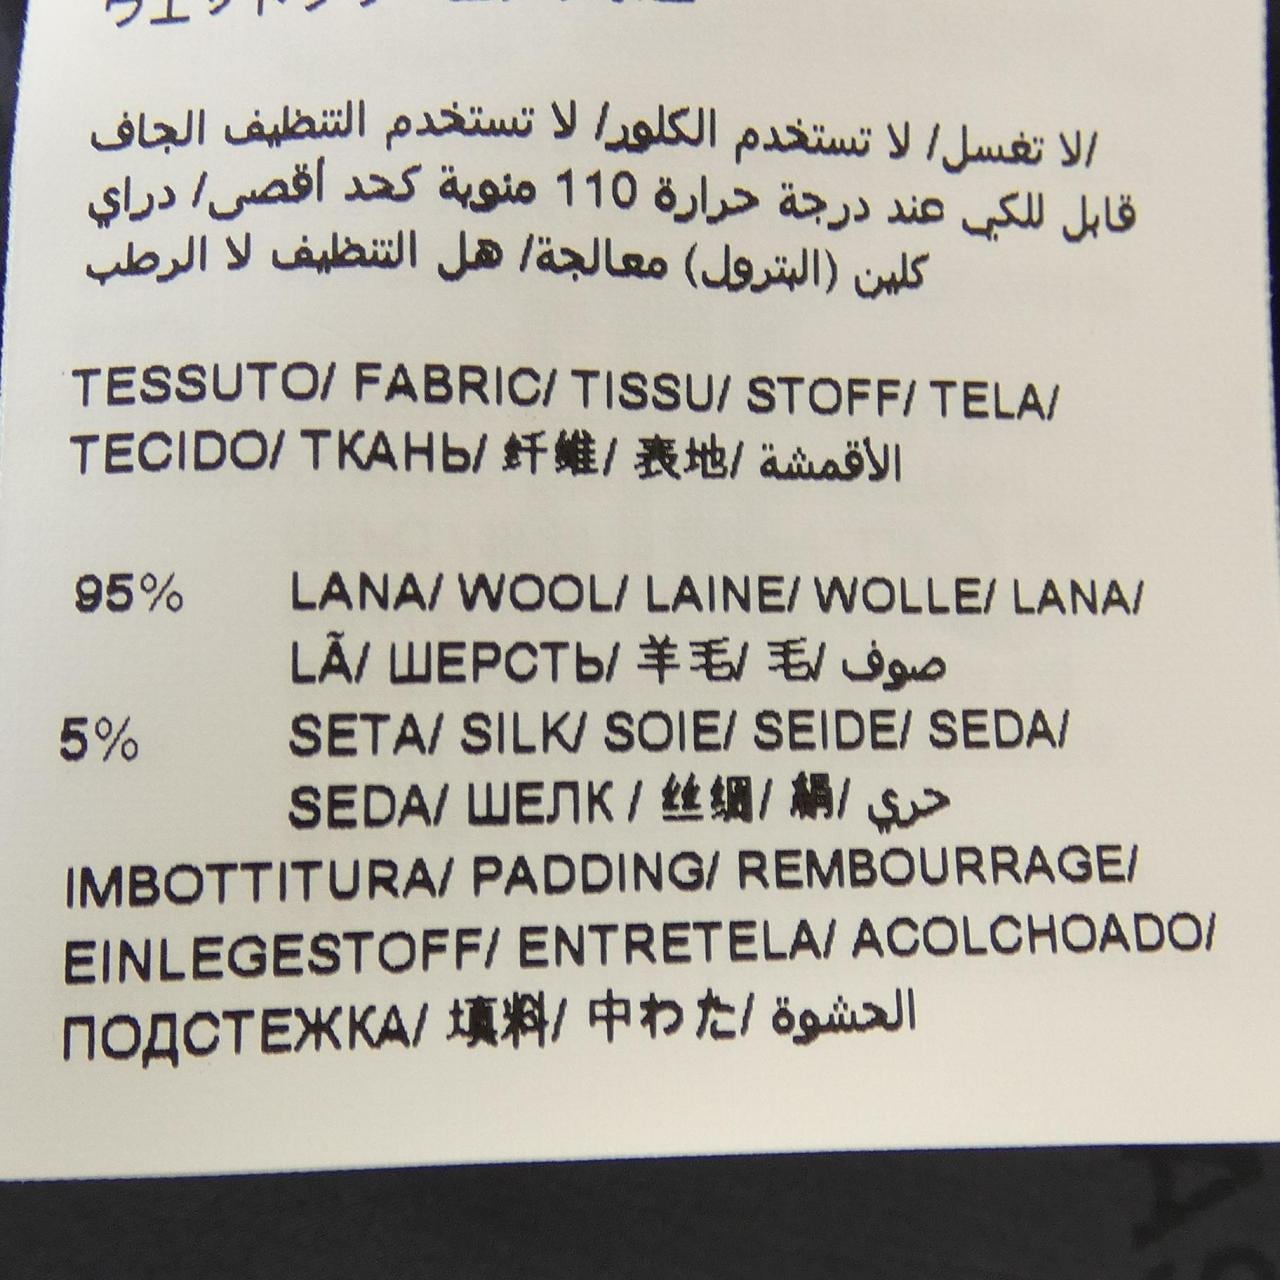 لا تغسل/ لا تستخدم الكلور/ لا تستخدم التنظيف الجاف/
قابل للكي عند درجة حرارة 110 مئوية كحد أقصى/ دراي
كلين (البترول) معالجة/ هل التنظيف لا الرطب
TESSUTO/ FABRIC/ TISSU/ STOFF/ TELA/
TECIDO/ ТКАНЬ/ 纤维/ 表地/ الأقمشة
95% LANA/ WOOL/ LAINE/ WOLLE/ LANA/
LÃ/ ШЕРСТЬ/ 羊毛/ 毛/ صوف
5% SETA/ SILK/ SOIE/ SEIDE/ SEDA/
SEDA/ ШЕЛК / 丝绸/ 絹/ حري
IMBOTTITURA/ PADDING/ REMBOURRAGE/
EINLEGESTOFF/ ENTRETELA/ ACOLCHOADO/
ПОДСТЕЖКА/ 填料/ 中わた/ الحشوة